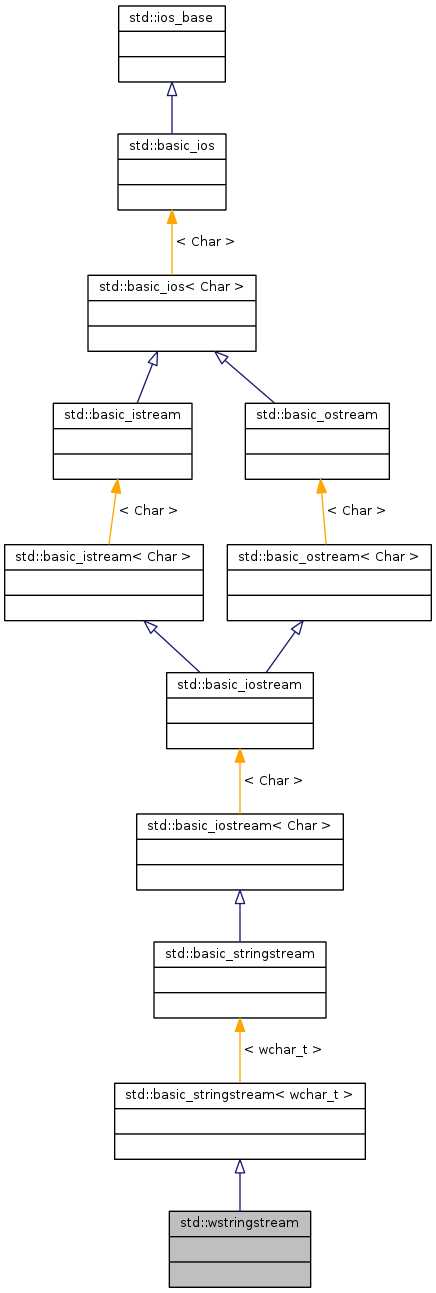 std::ios_base
std::basic_ios
< Char >
std::basic_ios< Char >
std::basic_istream
std::basic_ostream
< Char >
< Char >
std::basic_istream< Char >
std::basic_ostream< Char >
std::basic_iostream
< Char >
std::basic_iostream< Char >
std::basic_stringstream
< wchar_t >
std::basic_stringstream< wchar_t >
std::wstringstream